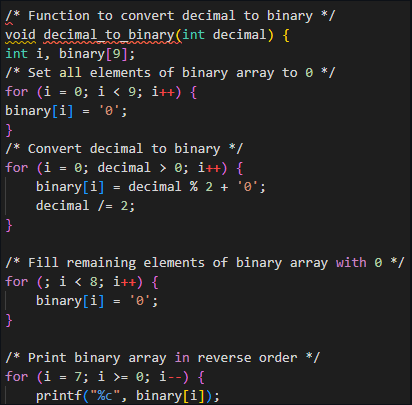 /* Function to convert decimal to binary */
void decimal_to_binary(int decimal) {
int i, binary[9];
/* Set all elements of binary array to 0 */
for (i = 0; i < 9; i++) {
binary[i] = '0';
}
/* Convert decimal to binary */
for (i = 0; decimal > 0; i++) {
    binary[i] = decimal % 2 + '0';
    decimal /= 2;
}

/* Fill remaining elements of binary array with 0 */
for (; i < 8; i++) {
    binary[i] = '0';
}

/* Print binary array in reverse order */
for (i = 7; i >= 0; i--) {
    printf("%c", binary[i]);